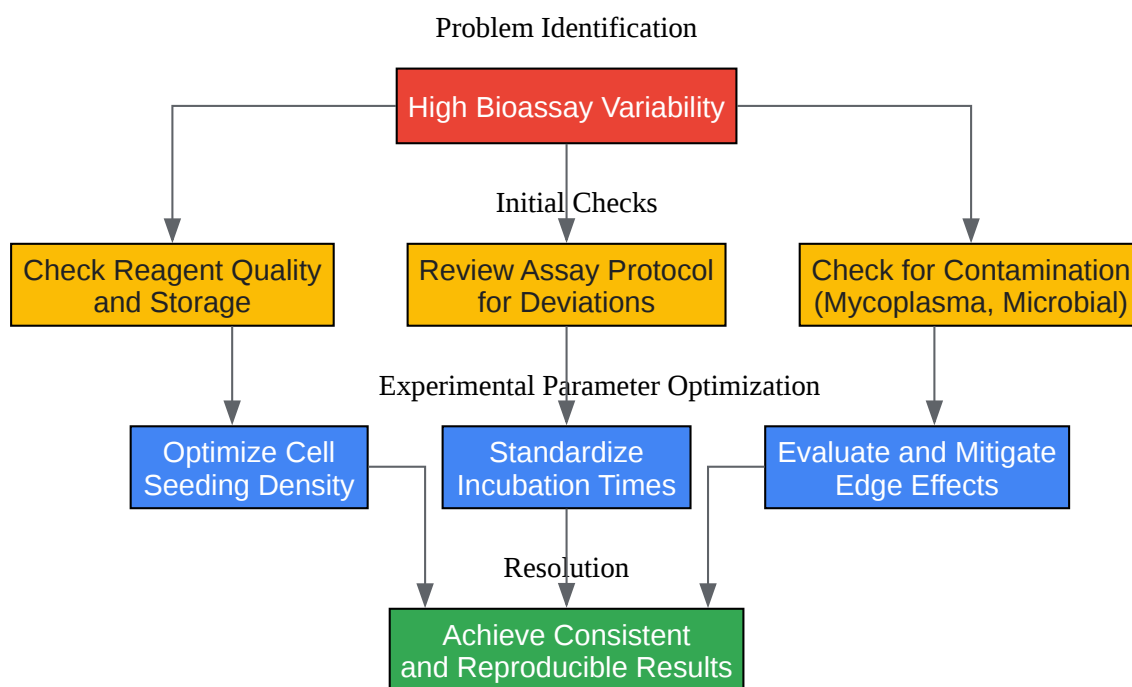 Problem Identification
High Bioassay Variability
Initial Checks
Check Reagent Quality
and Storage
Review Assay Protocol
for Deviations
Check for Contamination
(Mycoplasma, Microbial)
Experimental Parameter Optimization
Optimize Cell
Seeding Density
Standardize
Incubation Times
Evaluate and Mitigate
Edge Effects
Resolution
Achieve Consistent
and Reproducible Results